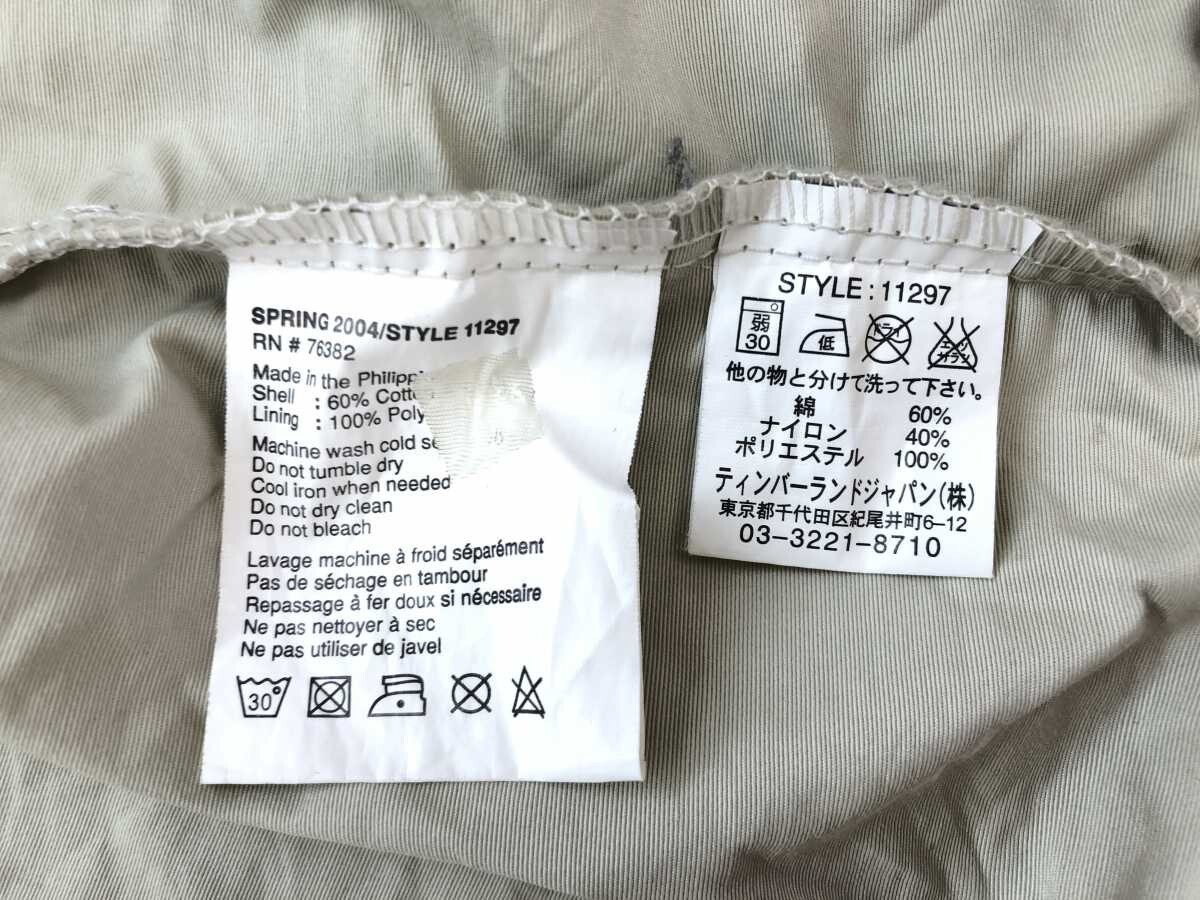 SPRING 2004/STYLE 11297
RN # 76382
Made in the Philipp
Shell : 60% Cott
Lining : 100% Poly
Machine wash cold se
Do not tumble dry
Cool iron when needed
Do not dry clean
Do not bleach
Lavage machine à froid séparément
Pas de séchage en tambour
Repassage à fer doux si nécessaire
Ne pas nettoyer à sec
Ne pas utiliser de javel
30°
STYLE : 11297
弱
30
低
ドライ
エンソ
サラシ
他の物と分けて洗って下さい。
綿 60%
ナイロン 40%
ポリエステル 100%
ティンバーランドジャパン(株)
東京都千代田区紀尾井町6-12
03-3221-8710